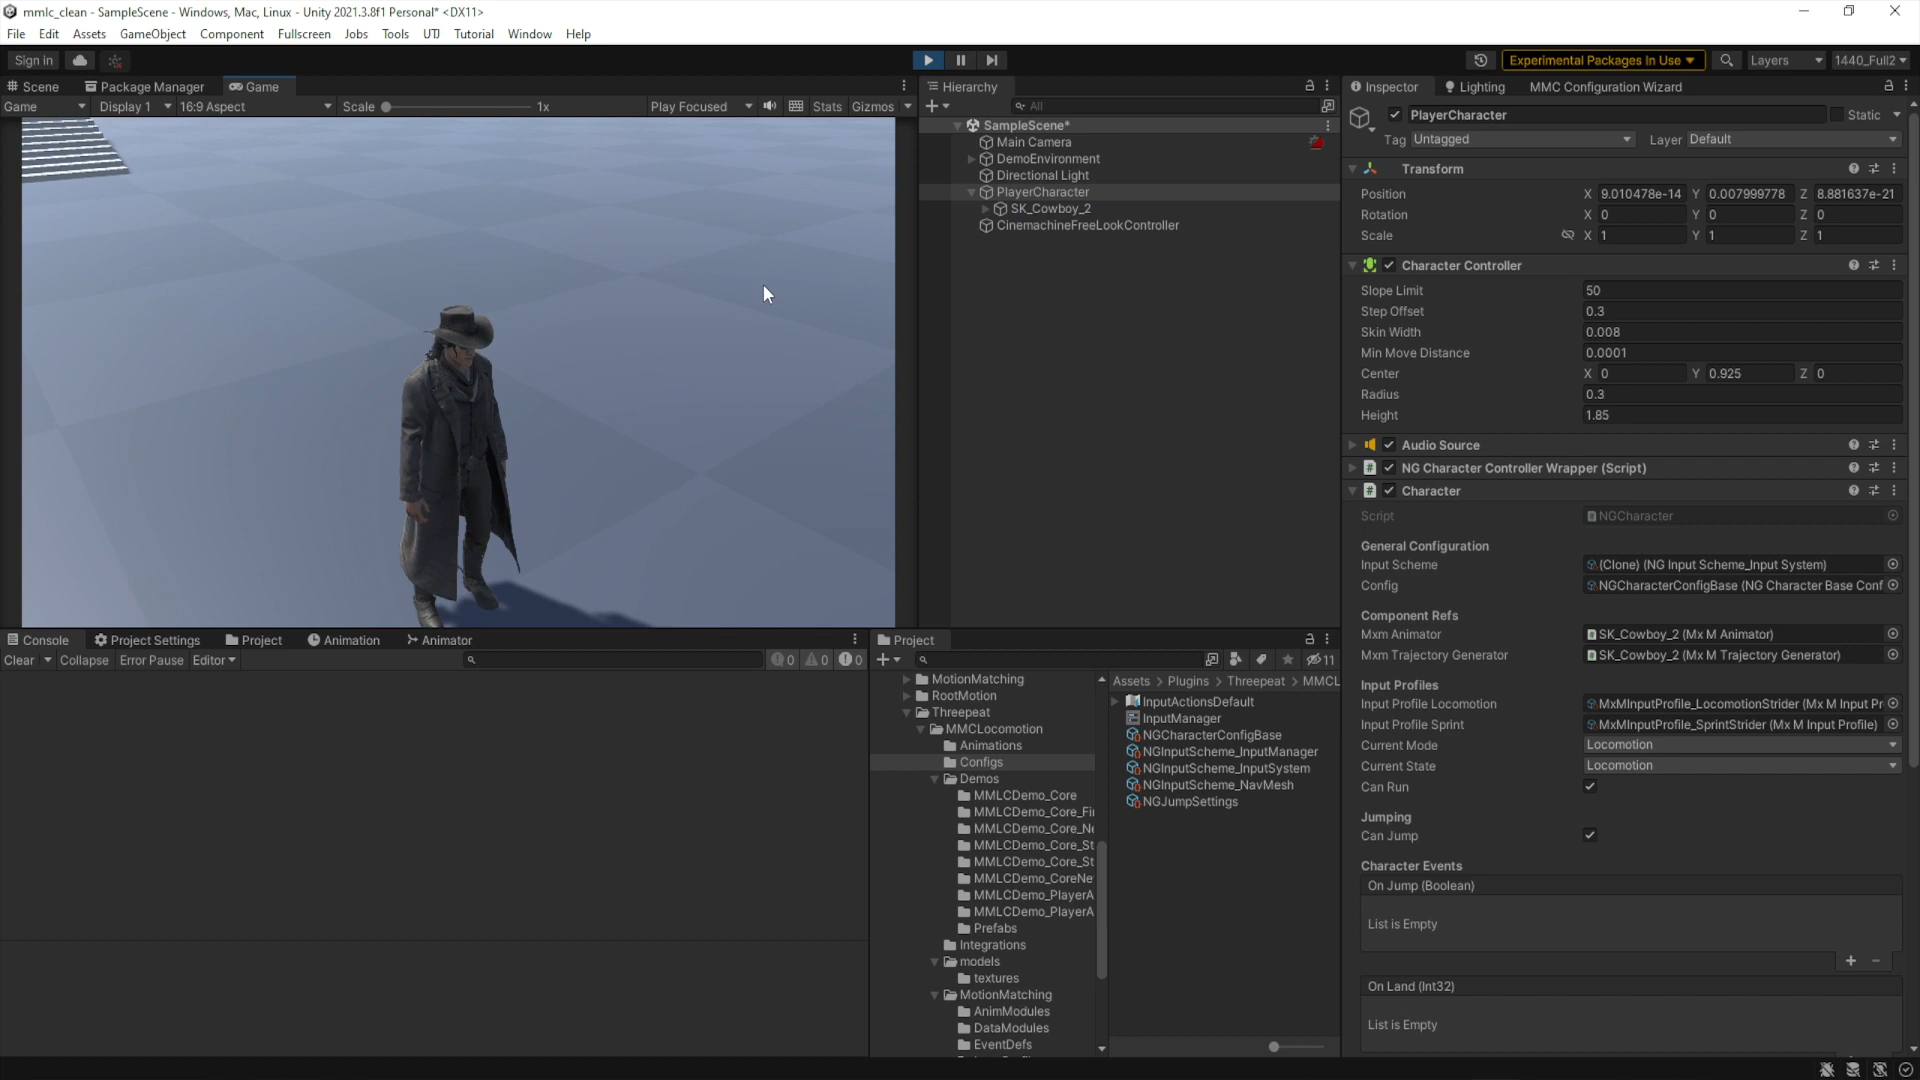 mmlc_clean - SampleScene - Windows, Mac, Linux - Unity 2021.3.8f1 Personal* <DX11>
File Edit Assets GameObject Component Fullscreen Jobs Tools UTJ Tutorial Window Help
Sign in
Experimental Packages In Use
Layers
1440_Full2
Scene Package Manager Game
Game Display 1 16:9 Aspect Scale 1x Play Focused Stats Gizmos
Hierarchy
All
SampleScene*
Main Camera
DemoEnvironment
Directional Light
PlayerCharacter
SK_Cowboy_2
CinemachineFreeLookController
Inspector Lighting MMC Configuration Wizard
PlayerCharacter Static
Tag Untagged Layer Default
Transform
Position X 9.010478e-14 Y 0.007999778 Z 8.881637e-21
Rotation X 0 Y 0 Z 0
Scale X 1 Y 1 Z 1
Character Controller
Slope Limit 50
Step Offset 0.3
Skin Width 0.008
Min Move Distance 0.0001
Center X 0 Y 0.925 Z 0
Radius 0.3
Height 1.85
Audio Source
NG Character Controller Wrapper (Script)
# Character
Script NGCharacter
General Configuration
Input Scheme (Clone) (NG Input Scheme_Input System)
Config NGCharacterConfigBase (NG Character Base Conf
Component Refs
Mxm Animator SK_Cowboy_2 (Mx M Animator)
Mxm Trajectory Generator SK_Cowboy_2 (Mx M Trajectory Generator)
Input Profiles
Input Profile Locomotion MxMInputProfile_LocomotionStrider (Mx M Input Pr
Input Profile Sprint MxMInputProfile_SprintStrider (Mx M Input Profile)
Current Mode Locomotion
Current State Locomotion
Can Run
Jumping
Can Jump
Character Events
On Jump (Boolean)
List is Empty
+ −
On Land (Int32)
List is Empty
Console Project Settings Project Animation Animator
Clear Collapse Error Pause Editor 0 0 0
Project
11
MotionMatching
RootMotion
Threepeat
MMCLocomotion
Animations
Configs
Demos
MMLCDemo_Core
MMLCDemo_Core_Fi
MMLCDemo_Core_Ne
MMLCDemo_Core_St
MMLCDemo_Core_St
MMLCDemo_CoreNe
MMLCDemo_PlayerA
MMLCDemo_PlayerA
Prefabs
Integrations
models
textures
MotionMatching
AnimModules
DataModules
EventDefs
Assets > Plugins > Threepeat > MMCL
InputActionsDefault
InputManager
NGCharacterConfigBase
NGInputScheme_InputManager
NGInputScheme_InputSystem
NGInputScheme_NavMesh
NGJumpSettings